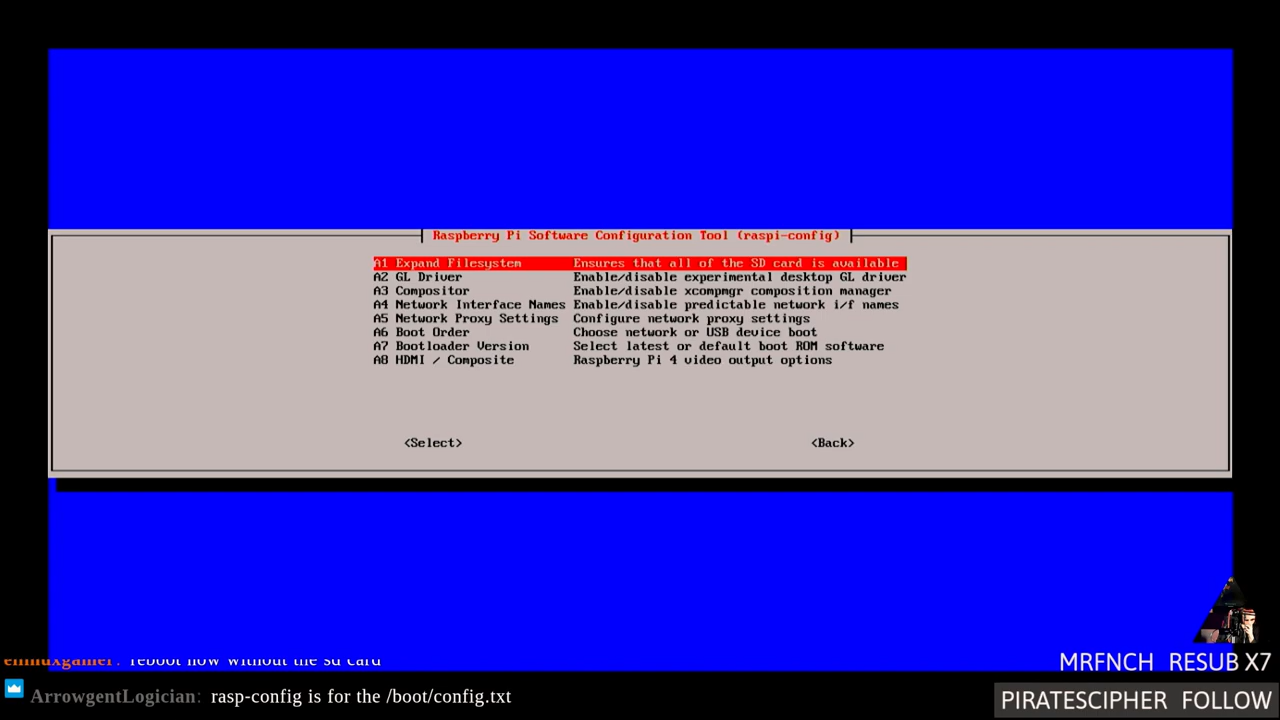 Raspberry Pi Software Configuration Tool (raspi-config)
A1 Expand Filesystem Ensures that all of the SD card is available
A2 GL Driver Enable/disable experimental desktop GL driver
A3 Compositor Enable/disable xcompmgr composition manager
A4 Network Interface Names Enable/disable predictable network i/f names
A5 Network Proxy Settings Configure network proxy settings
A6 Boot Order Choose network or USB device boot
A7 Bootloader Version Select latest or default boot ROM software
A8 HDMI / Composite Raspberry Pi 4 video output options
<Select> <Back>
reboot now without the sd card
MRFNCH RESUB X7
ArrowgentLogician: rasp-config is for the /boot/config.txt
PIRATESCIPHER FOLLOW